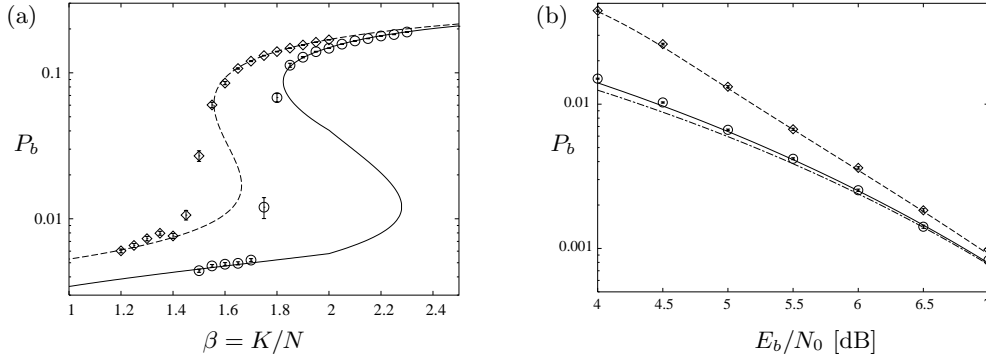 (a)
0.1
P_b
0.01
1 1.2 1.4 1.6 1.8 2 2.2 2.4
β = K/N
(b)
0.01
P_b
0.001
4 4.5 5 5.5 6 6.5 7
E_b/N_0 [dB]